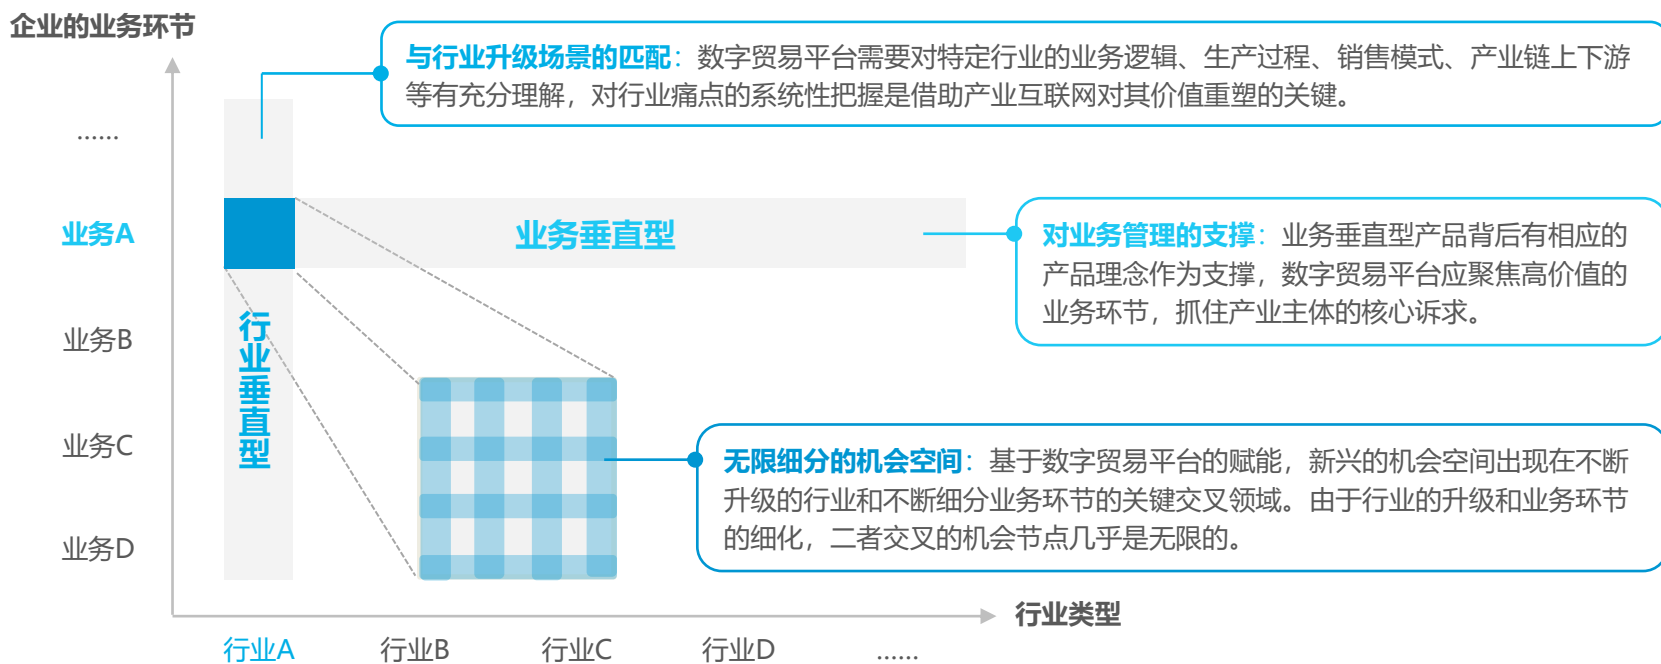 企业的业务环节
与行业升级场景的匹配：数字贸易平台需要对特定行业的业务逻辑、生产过程、销售模式、产业链上下游
等有充分理解，对行业痛点的系统性把握是借助产业互联网对其价值重塑的关键。
......
业务A
业务垂直型
对业务管理的支撑：业务垂直型产品背后有相应的
产品理念作为支撑，数字贸易平台应聚焦高价值的
业务环节，抓住产业主体的核心诉求。
业务B
行业垂直型
业务C
无限细分的机会空间：基于数字贸易平台的赋能，新兴的机会空间出现在不断
升级的行业和不断细分业务环节的关键交叉领域。由于行业的升级和业务环节
的细化，二者交叉的机会节点几乎是无限的。
业务D
行业类型
行业A
行业B
行业C
行业D
......